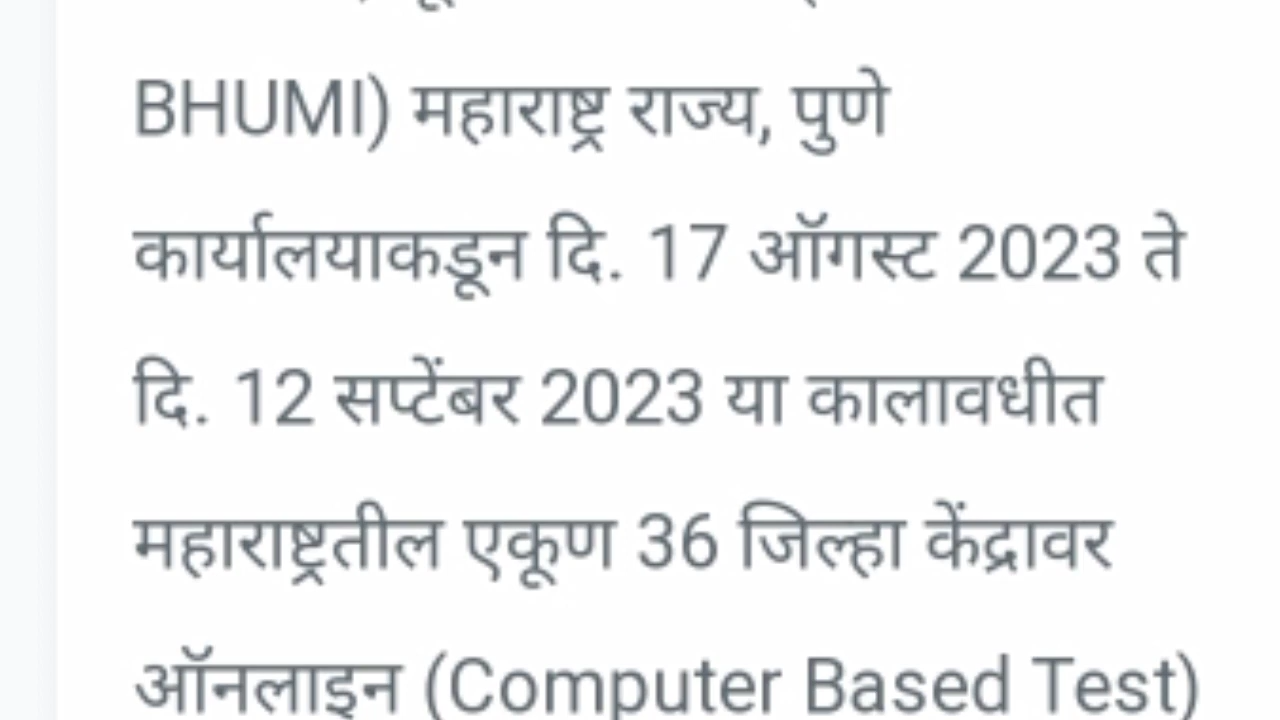 BHUMI) महाराष्ट्र राज्य, पुणे
कार्यालयाकडून दि. 17 ऑगस्ट 2023 ते
दि. 12 सप्टेंबर 2023 या कालावधीत
महाराष्ट्रतील एकूण 36 जिल्हा केंद्रावर
ऑनलाइन (Computer Based Test)